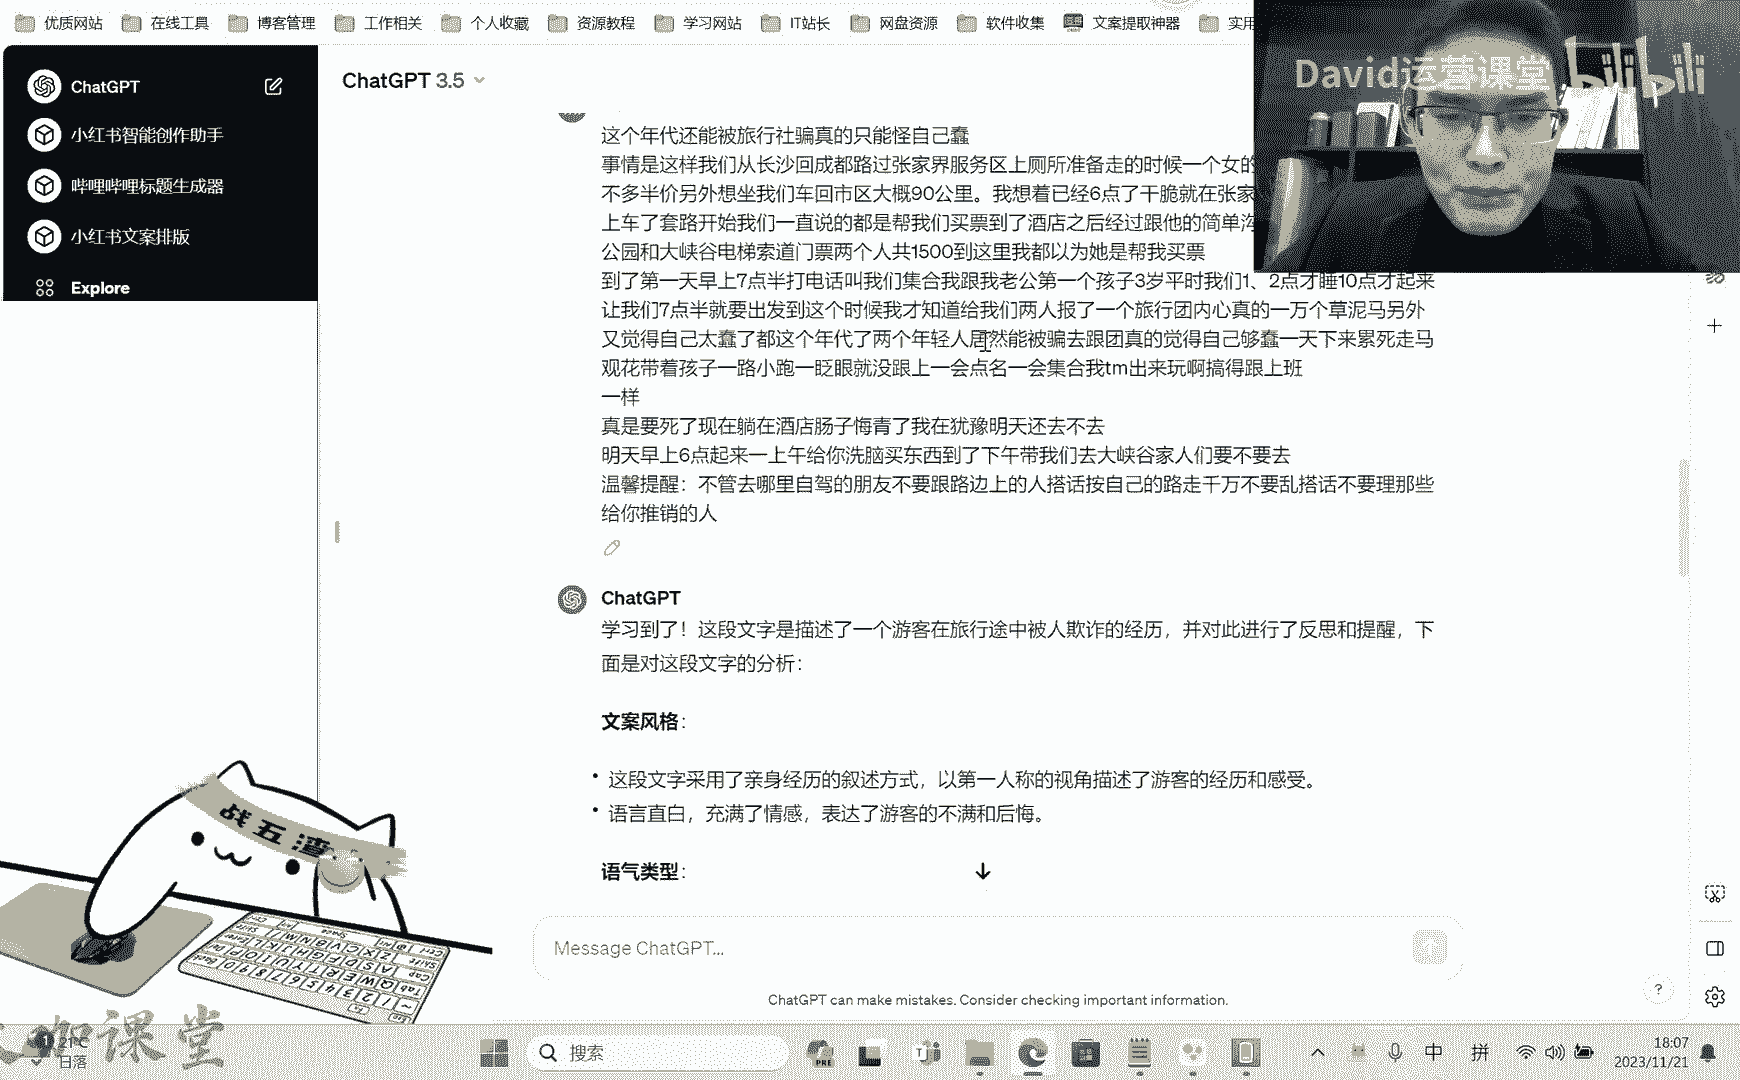 优质网站 在线工具 博客管理 工作相关 个人收藏 资源教程 学习网站 IT站长 网盘资源 软件收集 文案提取神器 实用
David运营课堂 bilibili
ChatGPT
小红书智能创作助手
哔哩哔哩标题生成器
小红书文案排版
Explore
ChatGPT 3.5
这个年代还能被旅行社骗真的只能怪自己蠢
事情是这样我们从长沙回成都路过张家界服务区上厕所准备走的时候一个女的
不多半价另外想坐我们车回市区大概90公里。我想着已经6点了干脆就在张家
上车了套路开始我们一直说的都是帮我们买票到了酒店之后经过跟他的简单沟
公园和大峡谷电梯索道门票两个人共1500到这里我都以为她是帮我买票
到了第一天早上7点半打电话叫我们集合我跟我老公第一个孩子3岁平时我们1、2点才睡10点才起来
让我们7点半就要出发到这个时候我才知道给我们两人报了一个旅行团内心真的一万个草泥马另外
又觉得自己太蠢了都这个年代了两个年轻人居然能被骗去跟团真的觉得自己够蠢一天下来累死走马
观花带着孩子一路小跑一眨眼就没跟上一会点名一会集合我tm出来玩啊搞得跟上班
一样
真是要死了现在躺在酒店肠子悔青了我在犹豫明天还去不去
明天早上6点起来一上午给你洗脑买东西到了下午带我们去大峡谷家人们要不要去
温馨提醒：不管去哪里自驾的朋友不要跟路边上的人搭话按自己的路走千万不要乱搭话不要理那些
给你推销的人
ChatGPT
学习到了！这段文字是描述了一个游客在旅行途中被人欺诈的经历，并对此进行了反思和提醒，下
面是对这段文字的分析：
文案风格：
• 这段文字采用了亲身经历的叙述方式，以第一人称的视角描述了游客的经历和感受。
• 语言直白，充满了情感，表达了游客的不满和后悔。
语气类型：
Message ChatGPT...
ChatGPT can make mistakes. Consider checking important information.
?
战五渣
咖课堂
1
21°C
日落
搜索
PRE
中
拼
18:07
2023/11/21